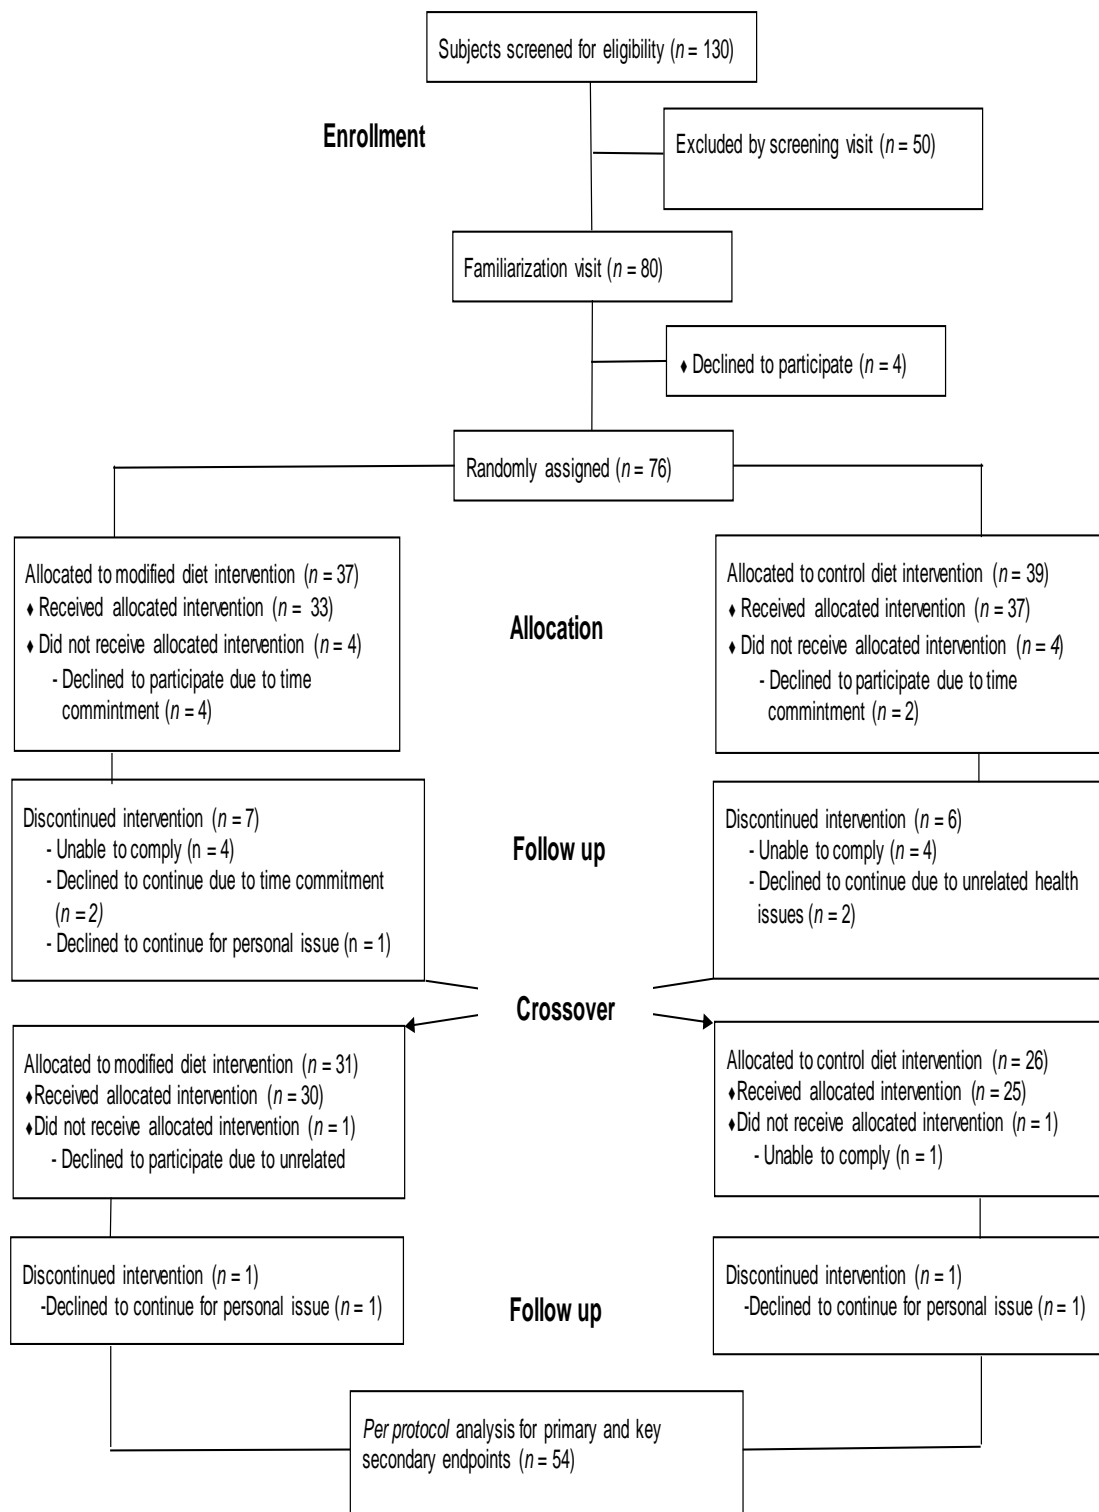 Subjects screened for eligibility (n = 130)
Enrollment
Excluded by screening visit (n = 50)
Familiarization visit (n = 80)
♦ Declined to participate (n = 4)
Randomly assigned (n = 76)
Allocated to modified diet intervention (n = 37)
♦ Received allocated intervention (n = 33)
♦ Did not receive allocated intervention (n = 4)
- Declined to participate due to time
commintment (n = 4)
Allocation
Allocated to control diet intervention (n = 39)
♦ Received allocated intervention (n = 37)
♦ Did not receive allocated intervention (n = 4)
- Declined to participate due to time
commintment (n = 2)
Discontinued intervention (n = 7)
- Unable to comply (n = 4)
- Declined to continue due to time commitment
(n = 2)
- Declined to continue for personal issue (n = 1)
Follow up
Discontinued intervention (n = 6)
- Unable to comply (n = 4)
- Declined to continue due to unrelated health
issues (n = 2)
Crossover
Allocated to modified diet intervention (n = 31)
♦Received allocated intervention (n = 30)
♦Did not receive allocated intervention (n = 1)
- Declined to participate due to unrelated
Allocated to control diet intervention (n = 26)
♦Received allocated intervention (n = 25)
♦Did not receive allocated intervention (n = 1)
- Unable to comply (n = 1)
Discontinued intervention (n = 1)
-Declined to continue for personal issue (n = 1)
Follow up
Discontinued intervention (n = 1)
-Declined to continue for personal issue (n = 1)
Per protocol analysis for primary and key
secondary endpoints (n = 54)